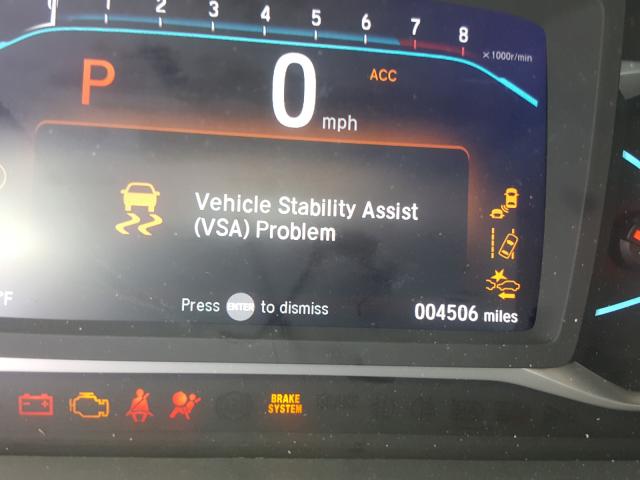 1 2 3 4 5 6 7 8
x1000r/min
P 0 ACC
mph
Vehicle Stability Assist
(VSA) Problem
°F Press ENTER to dismiss 004506 miles
BRAKE
SYSTEM